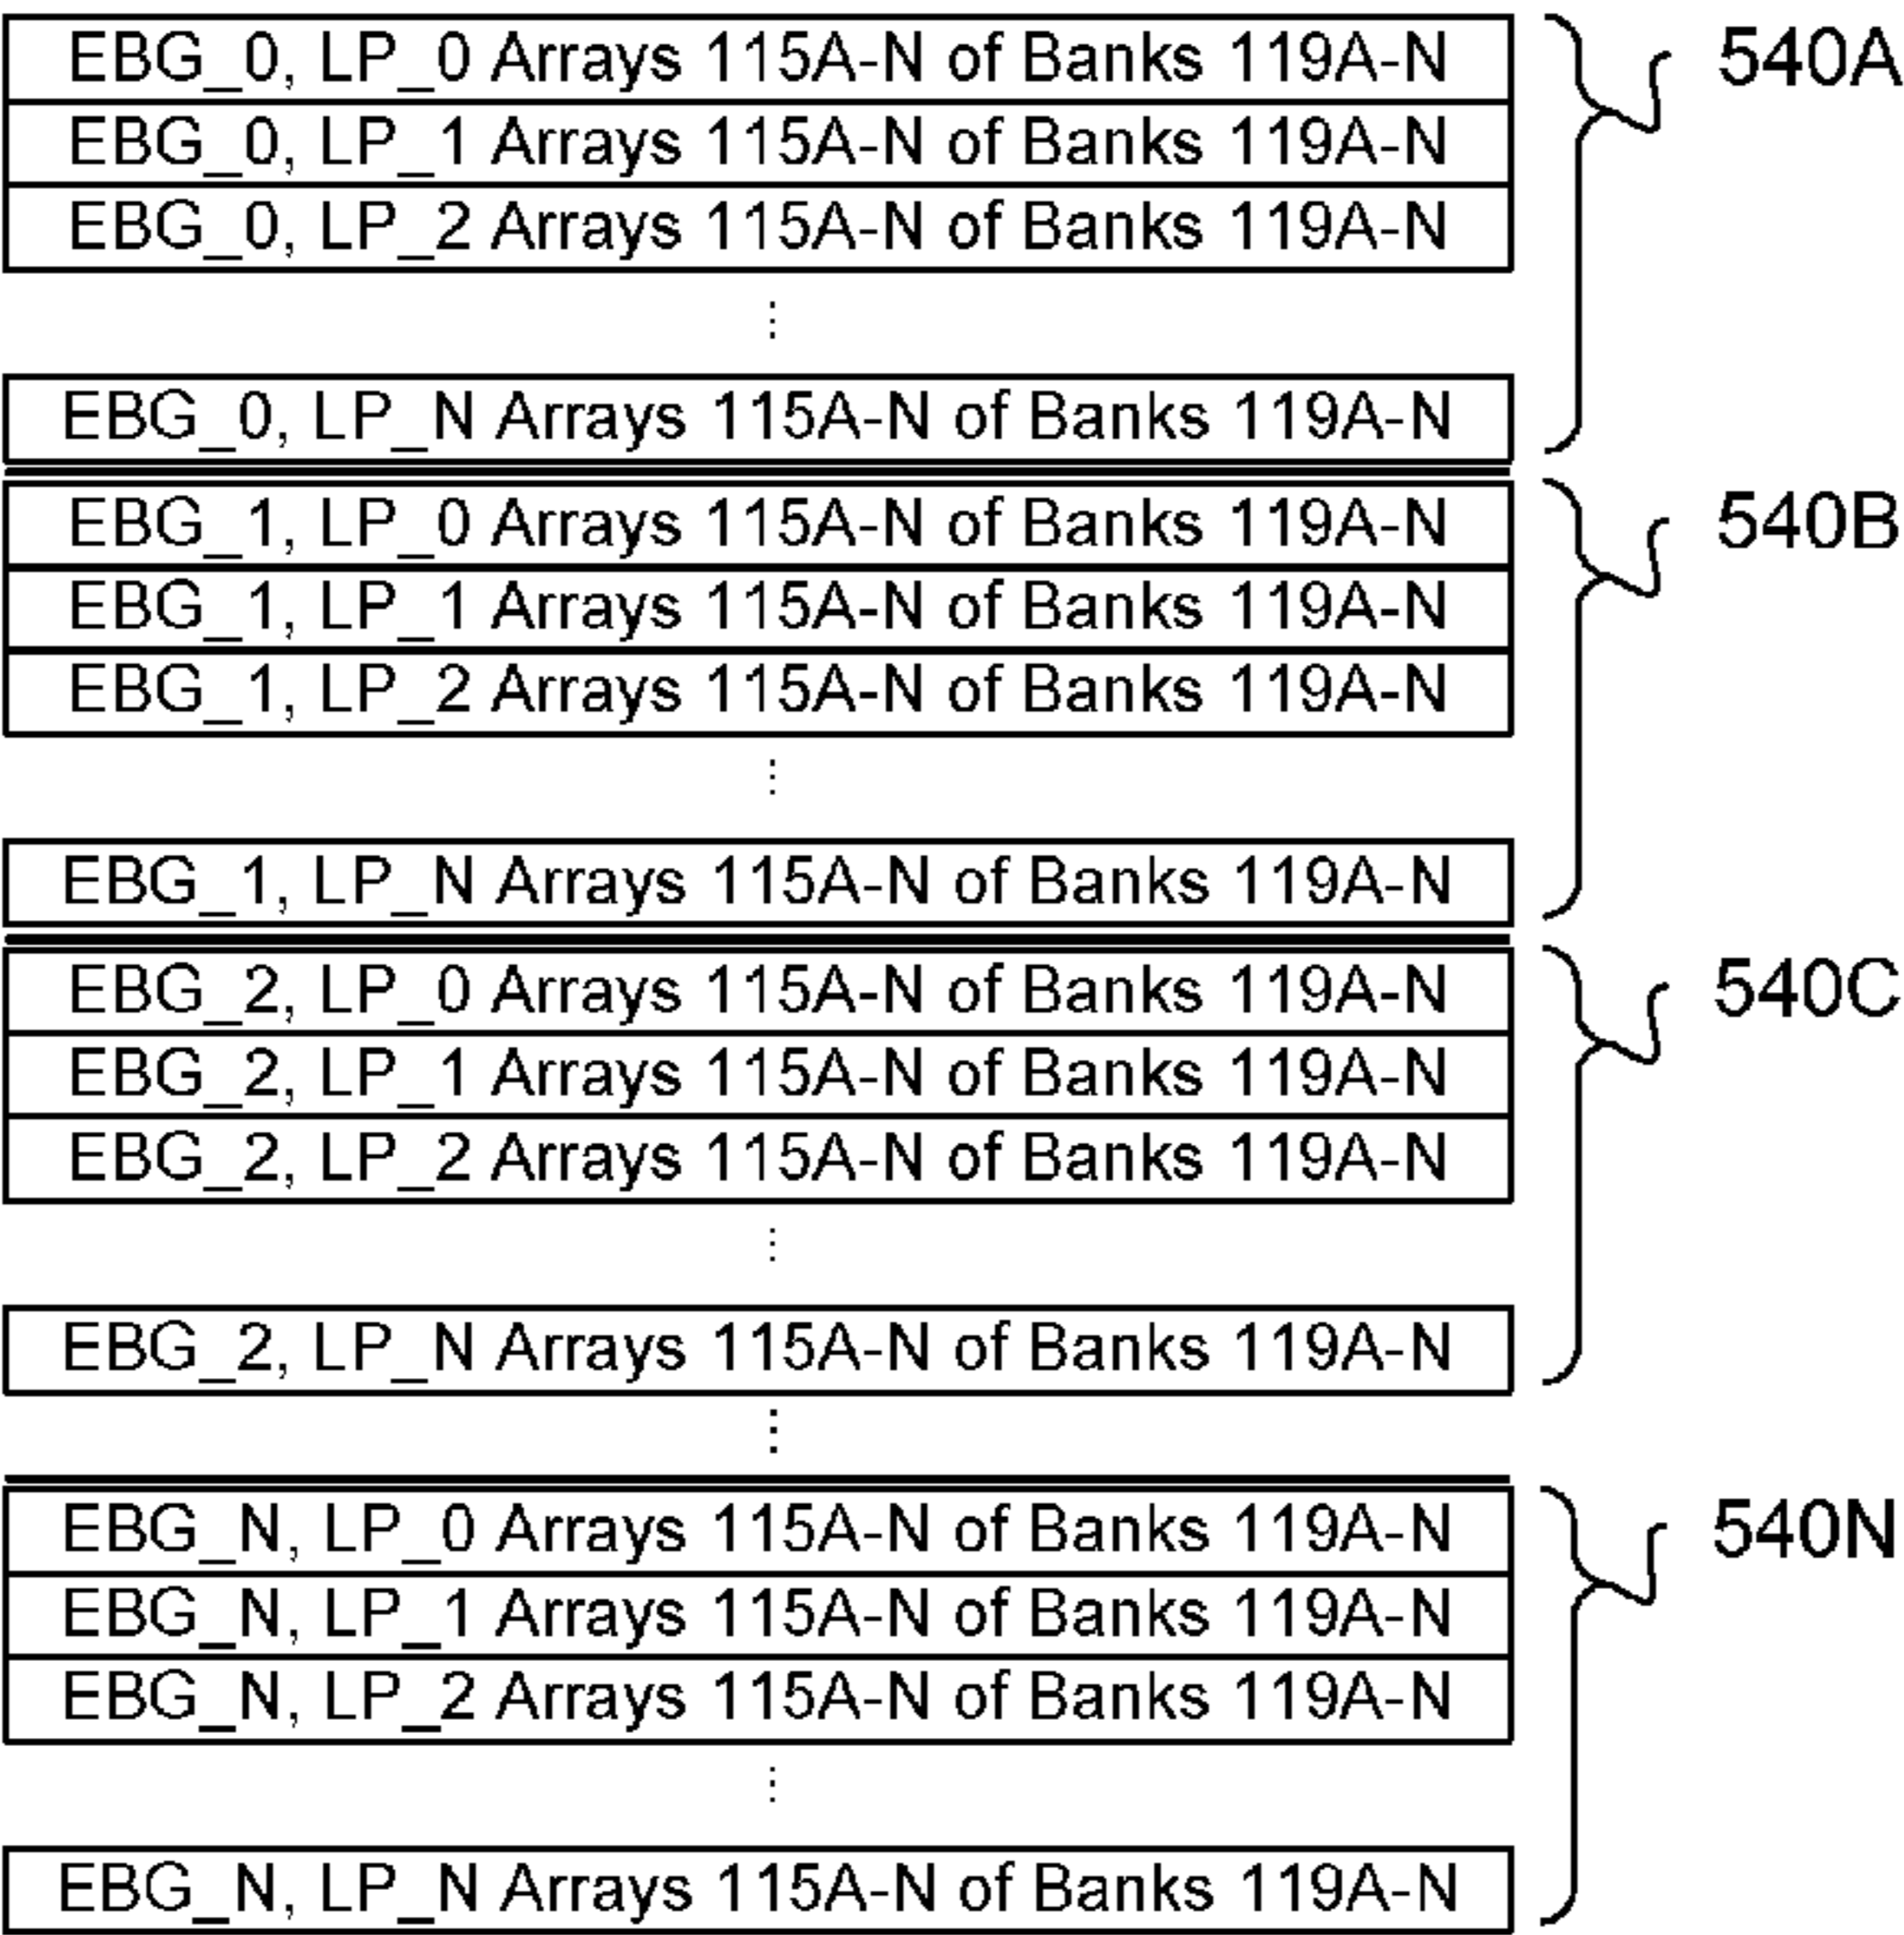 EBG_0, LP_0 Arrays 115A-N of Banks 119A-N
540A
EBG_0, LP_1 Arrays 115A-N of Banks 119A-N
EBG_0, LP_2 Arrays 115A-N of Banks 119A-N
⋮
EBG_0, LP_N Arrays 115A-N of Banks 119A-N
EBG_1, LP_0 Arrays 115A-N of Banks 119A-N
540B
EBG_1, LP_1 Arrays 115A-N of Banks 119A-N
EBG_1, LP_2 Arrays 115A-N of Banks 119A-N
⋮
EBG_1, LP_N Arrays 115A-N of Banks 119A-N
EBG_2, LP_0 Arrays 115A-N of Banks 119A-N
540C
EBG_2, LP_1 Arrays 115A-N of Banks 119A-N
EBG_2, LP_2 Arrays 115A-N of Banks 119A-N
⋮
EBG_2, LP_N Arrays 115A-N of Banks 119A-N
⋮
EBG_N, LP_0 Arrays 115A-N of Banks 119A-N
540N
EBG_N, LP_1 Arrays 115A-N of Banks 119A-N
EBG_N, LP_2 Arrays 115A-N of Banks 119A-N
⋮
EBG_N, LP_N Arrays 115A-N of Banks 119A-N